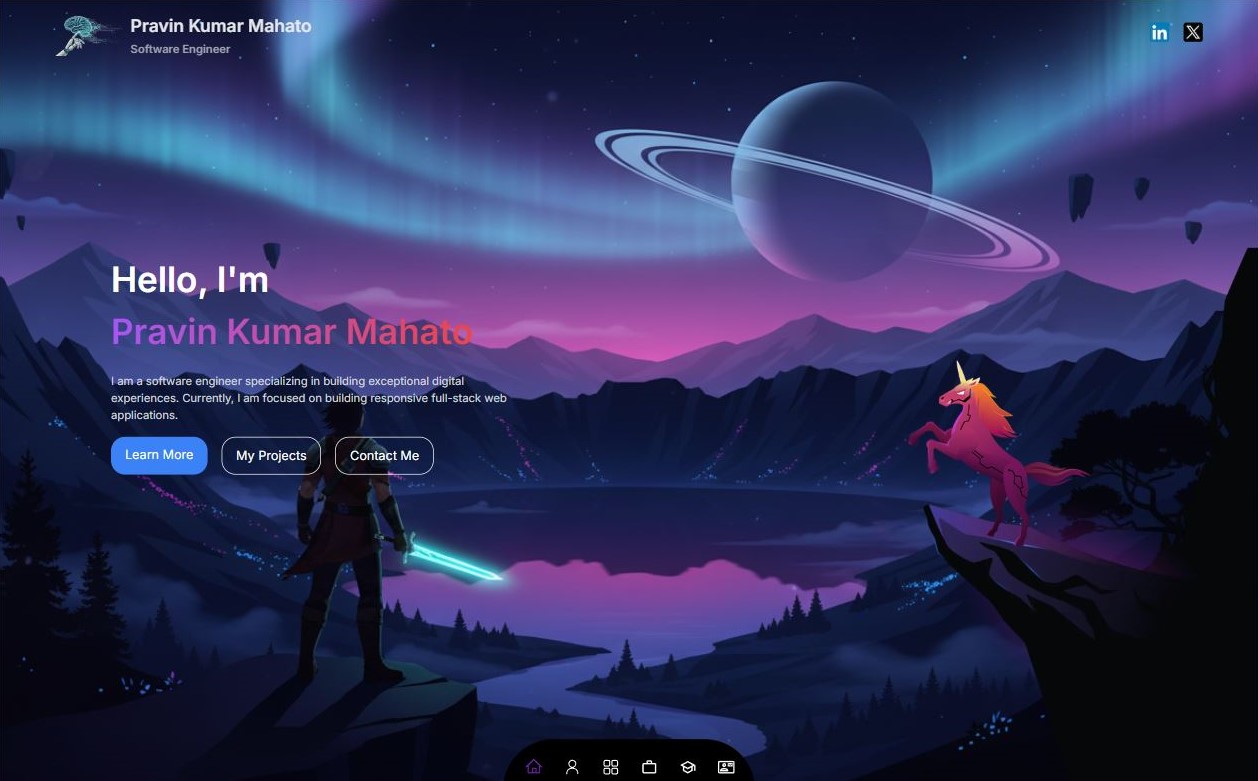 Pravin Kumar Mahato
Software Engineer
in
X
Hello, I'm
Pravin Kumar Mahato
I am a software engineer specializing in building exceptional digital
experiences. Currently, I am focused on building responsive full-stack web
applications.
Learn More
My Projects
Contact Me